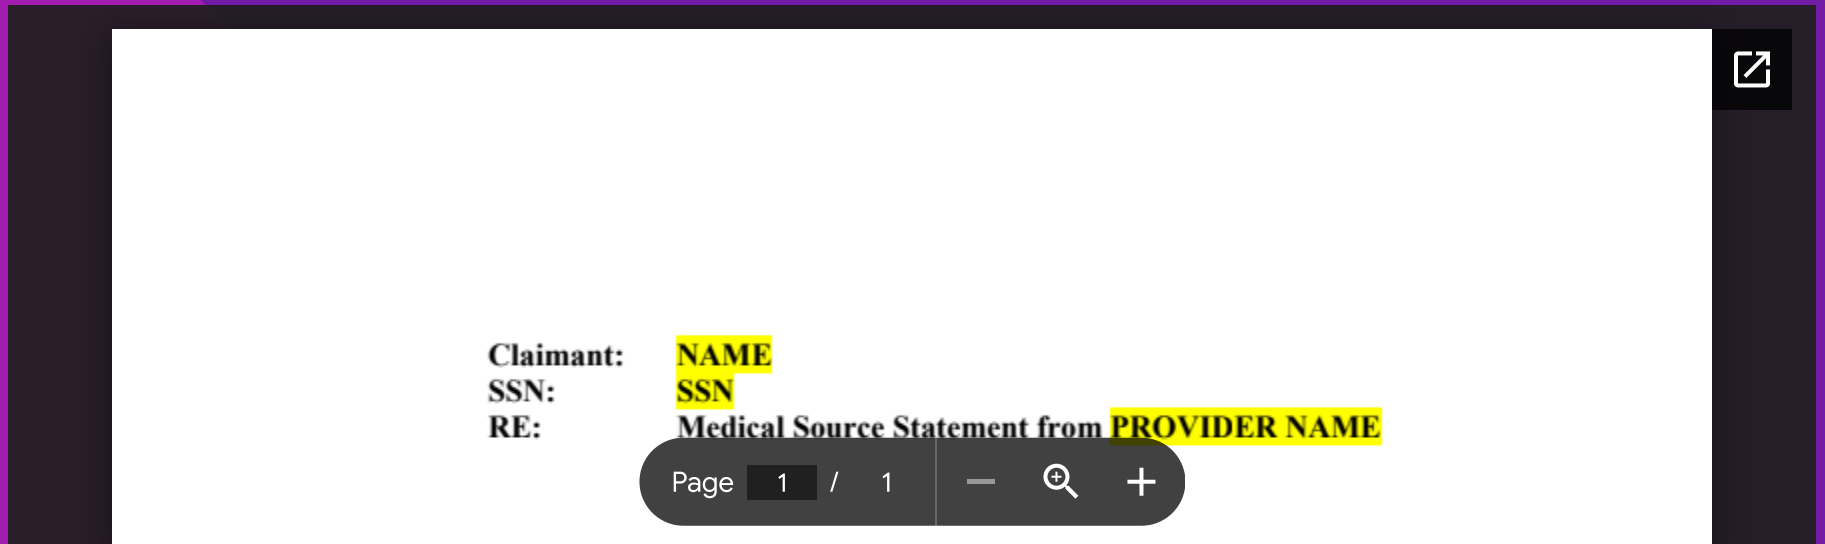 Claimant: NAME
SSN: SSN
RE: Medical Source Statement from PROVIDER NAME
Page 1 / 1